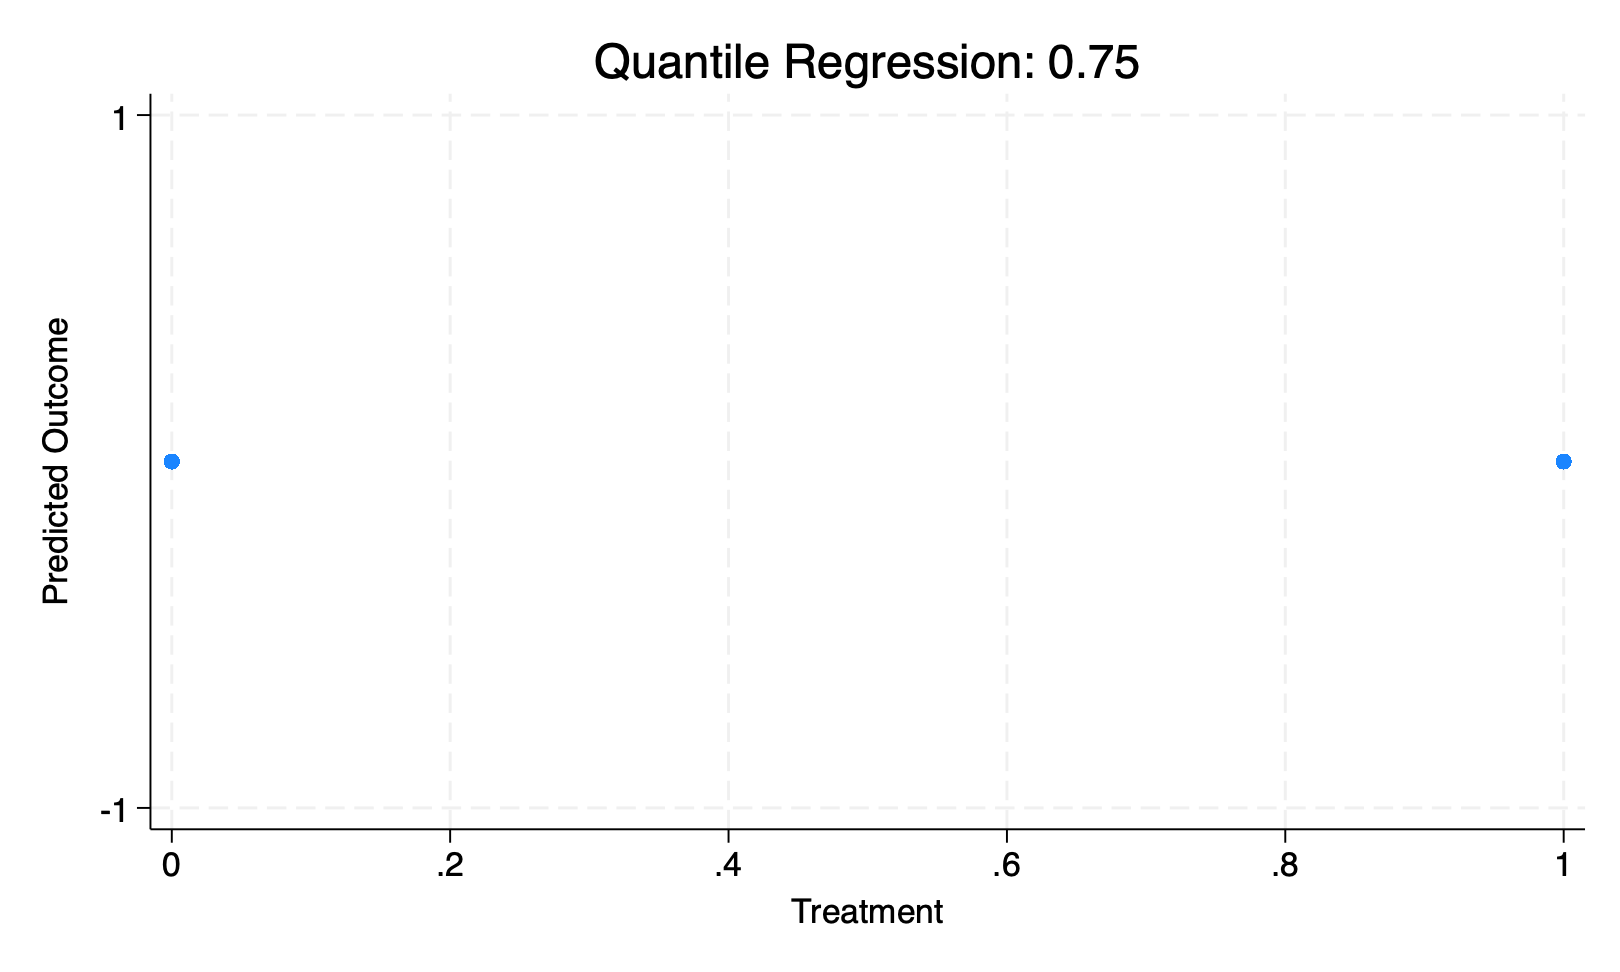 Quantile Regression: 0.75
1
Predicted Outcome
-1
0 .2 .4 .6 .8 1
Treatment